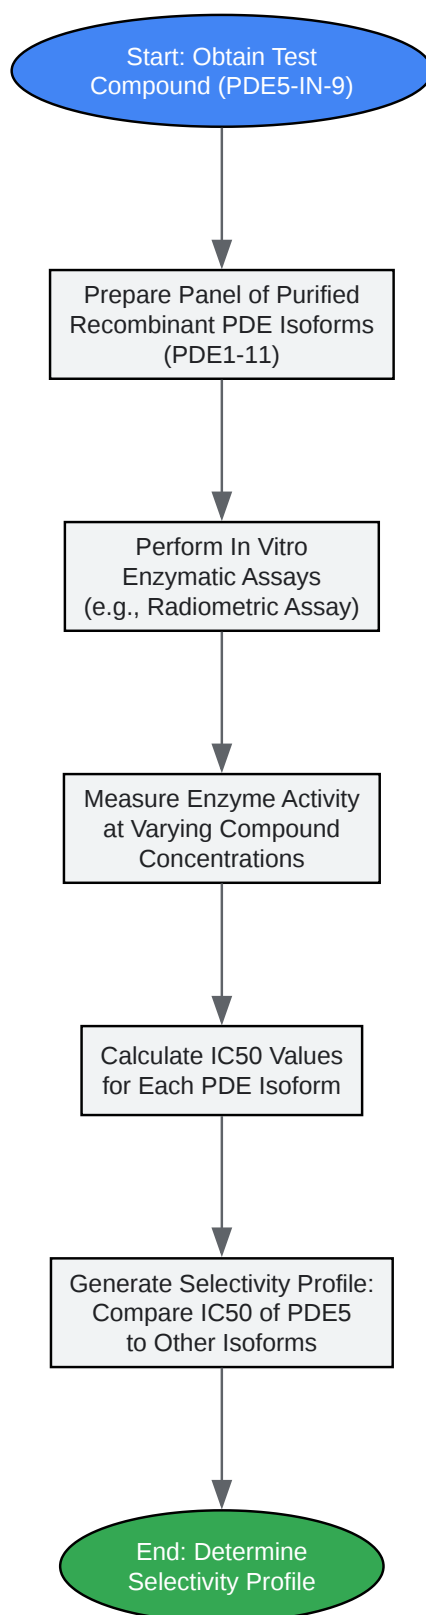 Start: Obtain Test
Compound (PDE5-IN-9)
Prepare Panel of Purified
Recombinant PDE Isoforms
(PDE1-11)
Perform In Vitro
Enzymatic Assays
(e.g., Radiometric Assay)
Measure Enzyme Activity
at Varying Compound
Concentrations
Calculate IC50 Values
for Each PDE Isoform
Generate Selectivity Profile:
Compare IC50 of PDE5
to Other Isoforms
End: Determine
Selectivity Profile